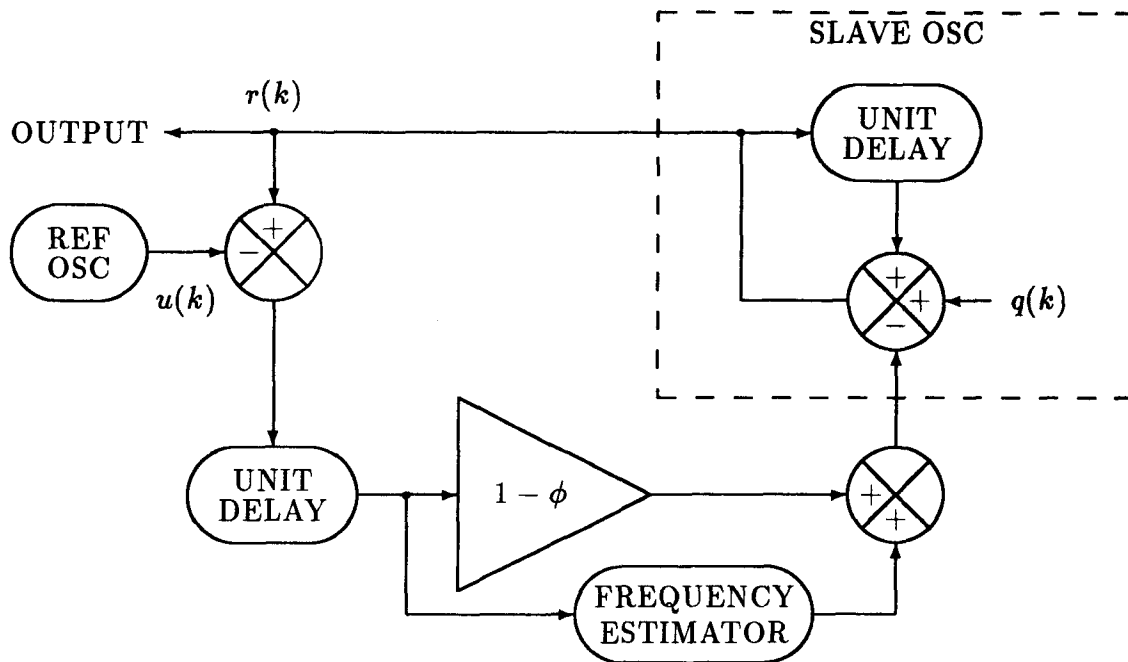 SLAVE OSC
r(k)
OUTPUT
UNIT
DELAY
+
REF
OSC
−
u(k)
+
+
−
q(k)
UNIT
DELAY
1 − ϕ
+
+
FREQUENCY
ESTIMATOR